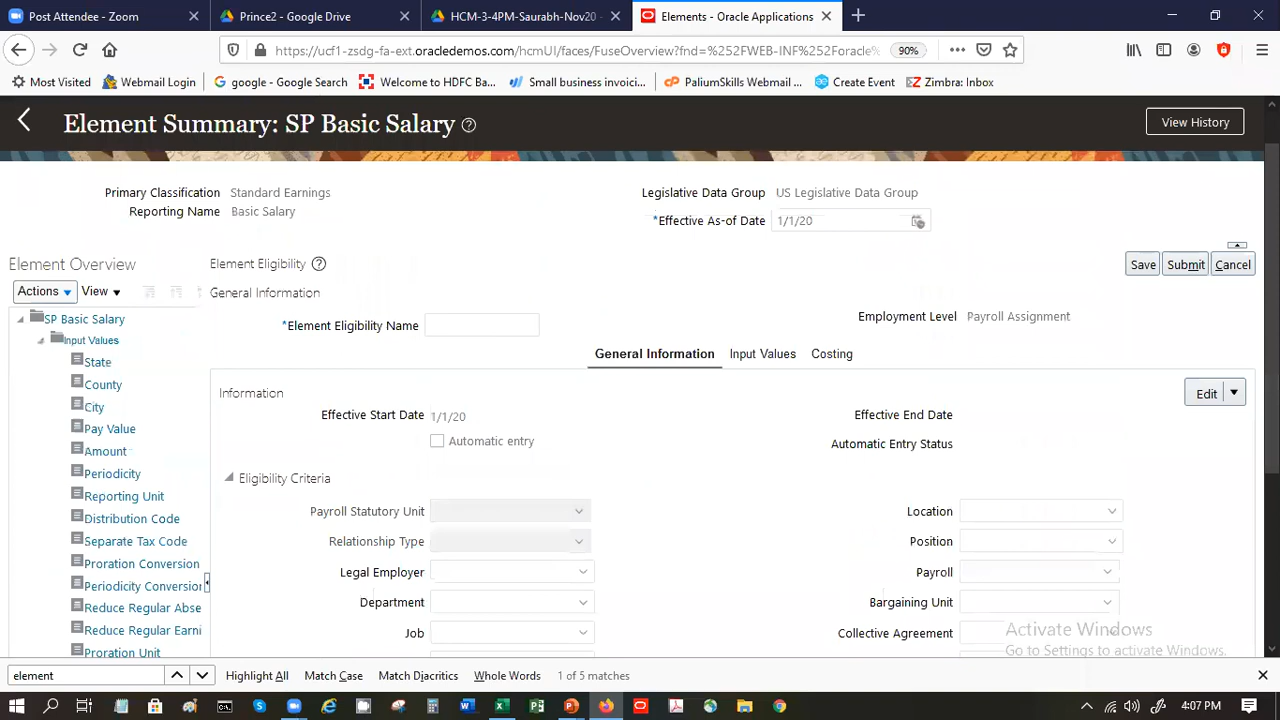 Post Attendee - Zoom
Prince2 - Google Drive
HCM-3-4PM-Saurabh-Nov20 -
Elements - Oracle Applications
https://ucf1-zsdg-fa-ext.oracledemos.com/hcmUI/faces/FuseOverview?fnd=%252FWEB-INF%252Foracle%
90%
Most Visited
Webmail Login
google - Google Search
Welcome to HDFC Ba...
Small business invoici...
PaliumSkills Webmail ...
Create Event
Zimbra: Inbox
Element Summary: SP Basic Salary
View History
Primary Classification Standard Earnings
Legislative Data Group US Legislative Data Group
Reporting Name Basic Salary
*Effective As-of Date 1/1/20
Element Overview
Element Eligibility
Save Submit Cancel
Actions View
General Information
SP Basic Salary
*Element Eligibility Name
Employment Level Payroll Assignment
Input Values
General Information Input Values Costing
State
County
Information
Edit
City
Effective Start Date 1/1/20
Effective End Date
Pay Value
Automatic entry
Automatic Entry Status
Amount
Periodicity
Eligibility Criteria
Reporting Unit
Payroll Statutory Unit
Location
Distribution Code
Separate Tax Code
Relationship Type
Position
Proration Conversion
Legal Employer
Payroll
Periodicity Conversion
Reduce Regular Abse
Department
Bargaining Unit
Reduce Regular Earni
Job
Collective Agreement
Proration Unit
Activate Windows
Go to Settings to activate Windows.
element
Highlight All Match Case Match Diacritics Whole Words 1 of 5 matches
4:07 PM